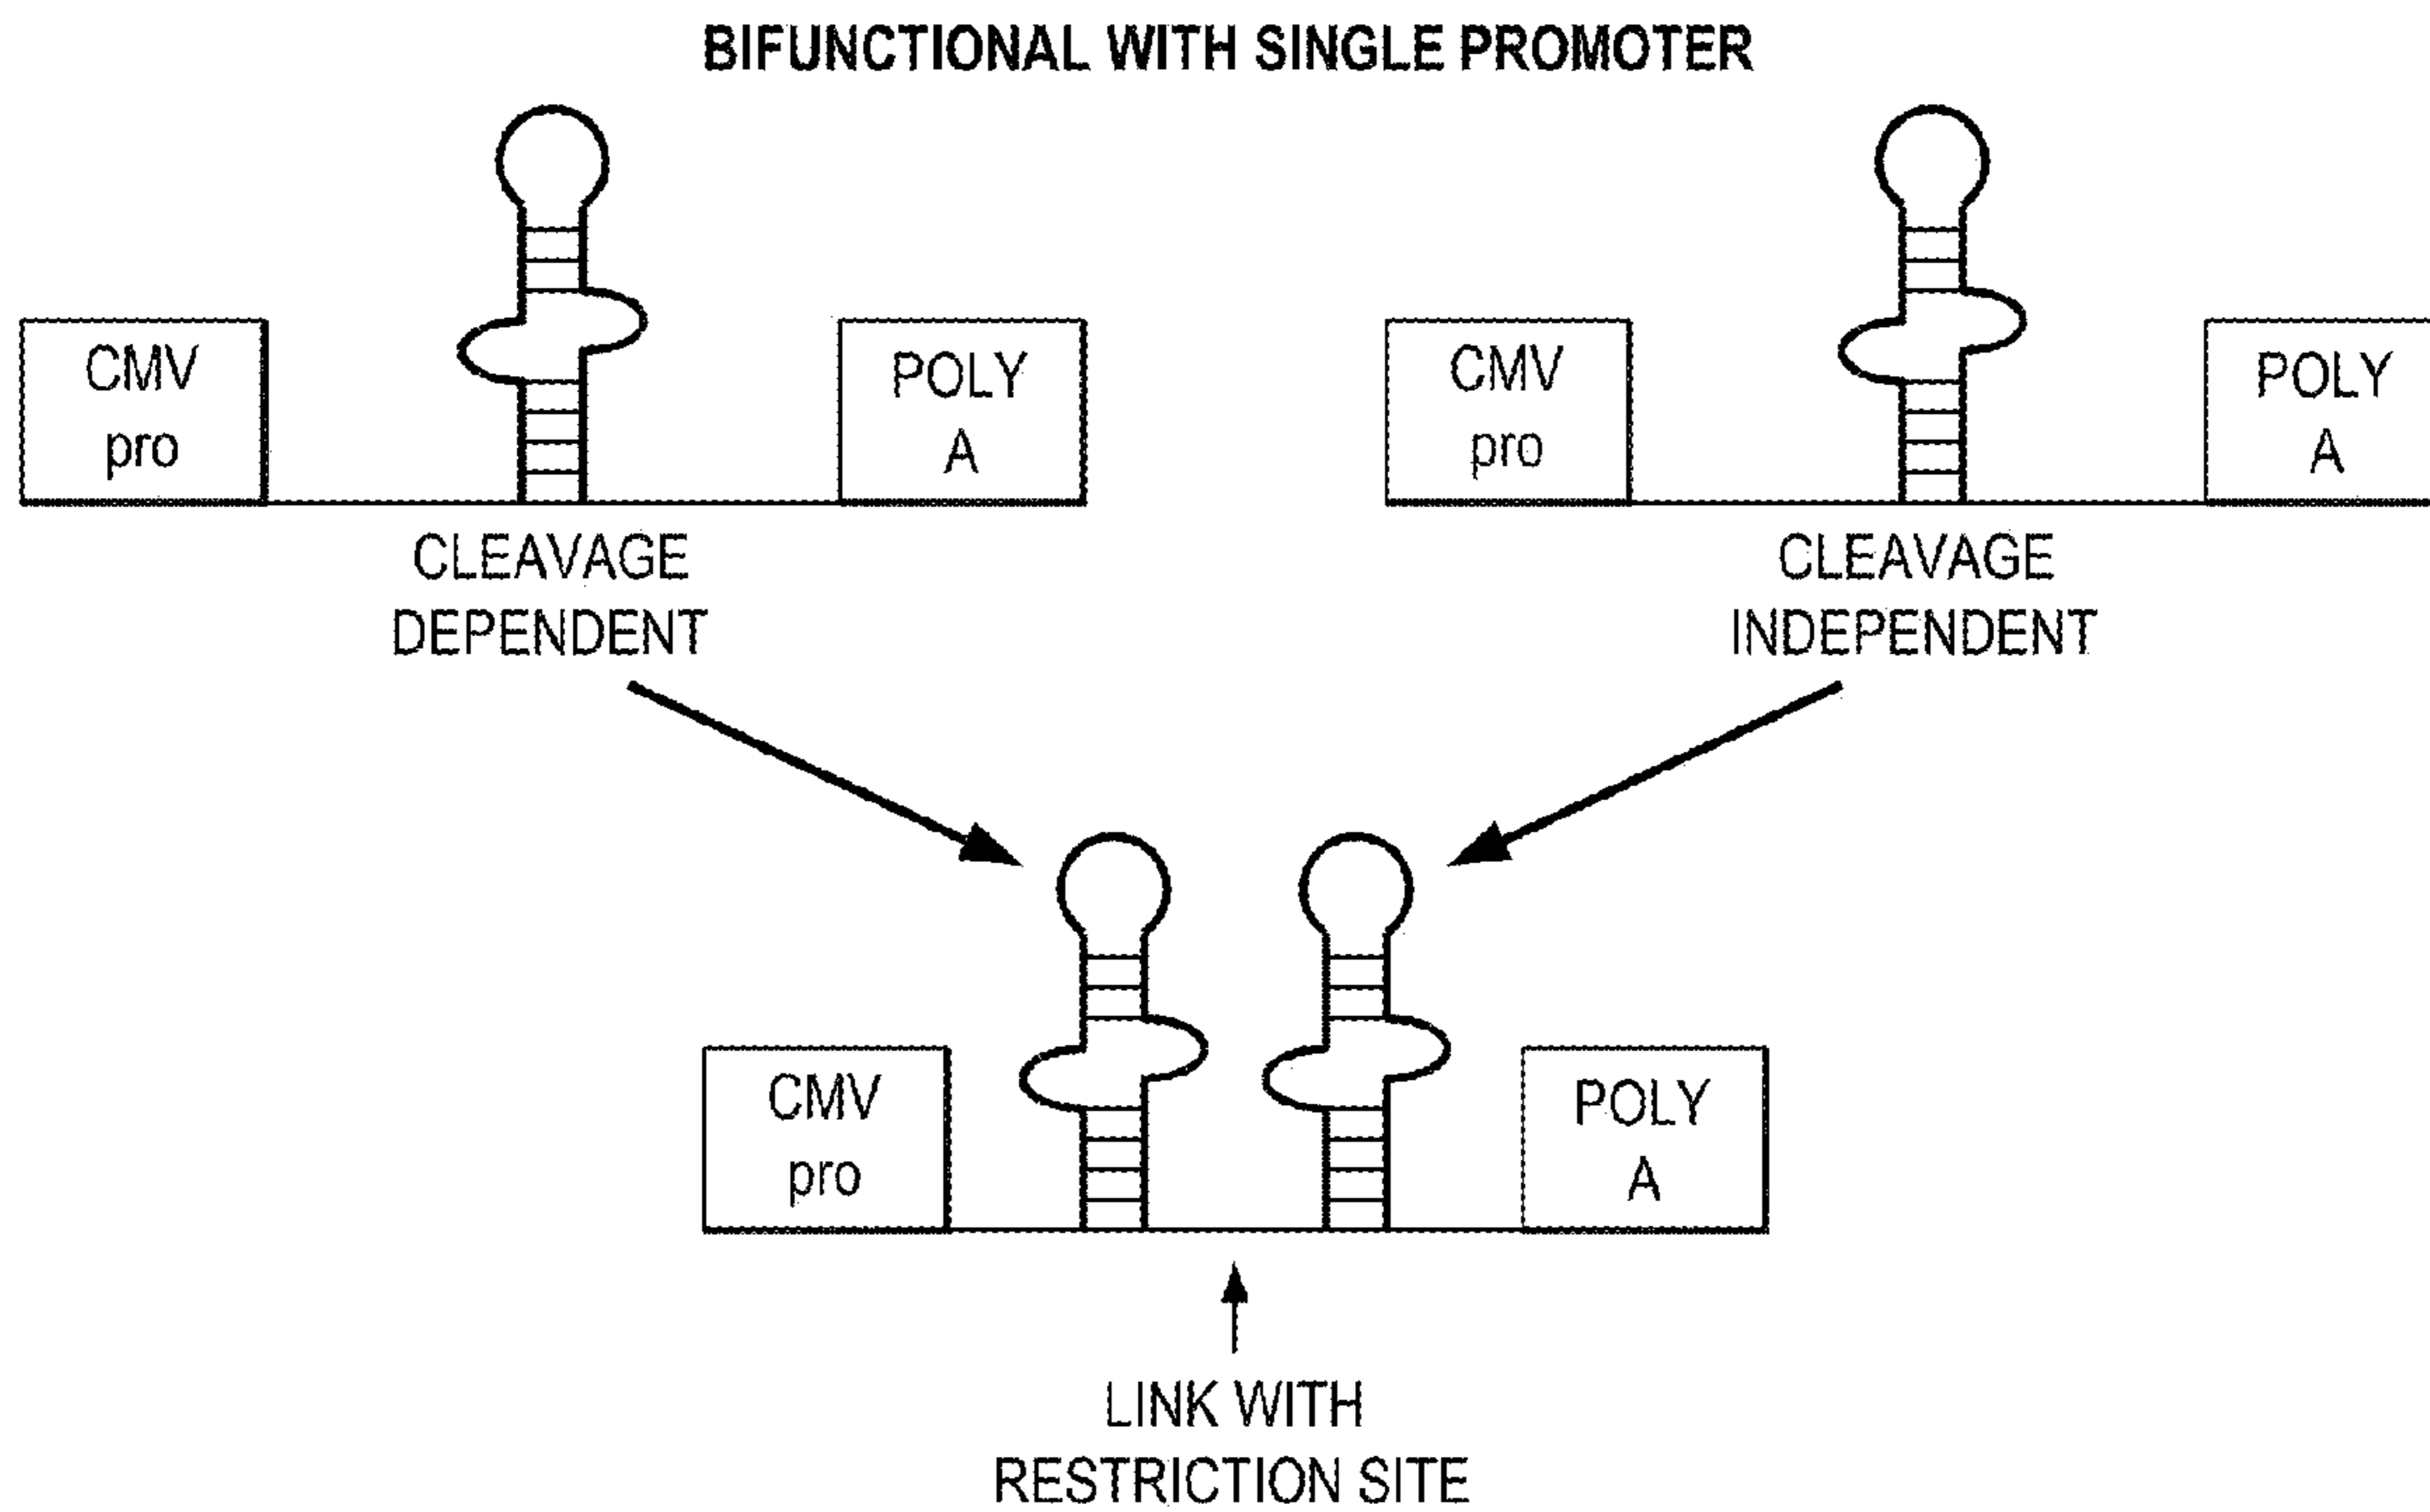 BIFUNCTIONAL WITH SINGLE PROMOTER
CMV
pro
POLY
A
CLEAVAGE
DEPENDENT
CMV
pro
POLY
A
CLEAVAGE
INDEPENDENT
CMV
pro
POLY
A
LINK WITH
RESTRICTION SITE